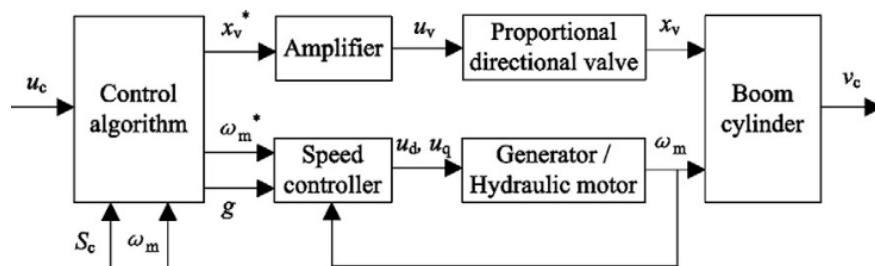 x_v*
Amplifier
u_v
Proportional
directional valve
x_v
u_c
Control
algorithm
ω_m*
g
Speed
controller
u_d, u_q
Generator /
Hydraulic motor
ω_m
Boom
cylinder
v_c
S_c
ω_m